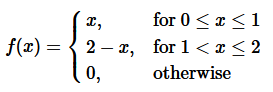 x, for 0 ≤ x ≤ 1
f(x) = { 2 − x, for 1 < x ≤ 2
0, otherwise